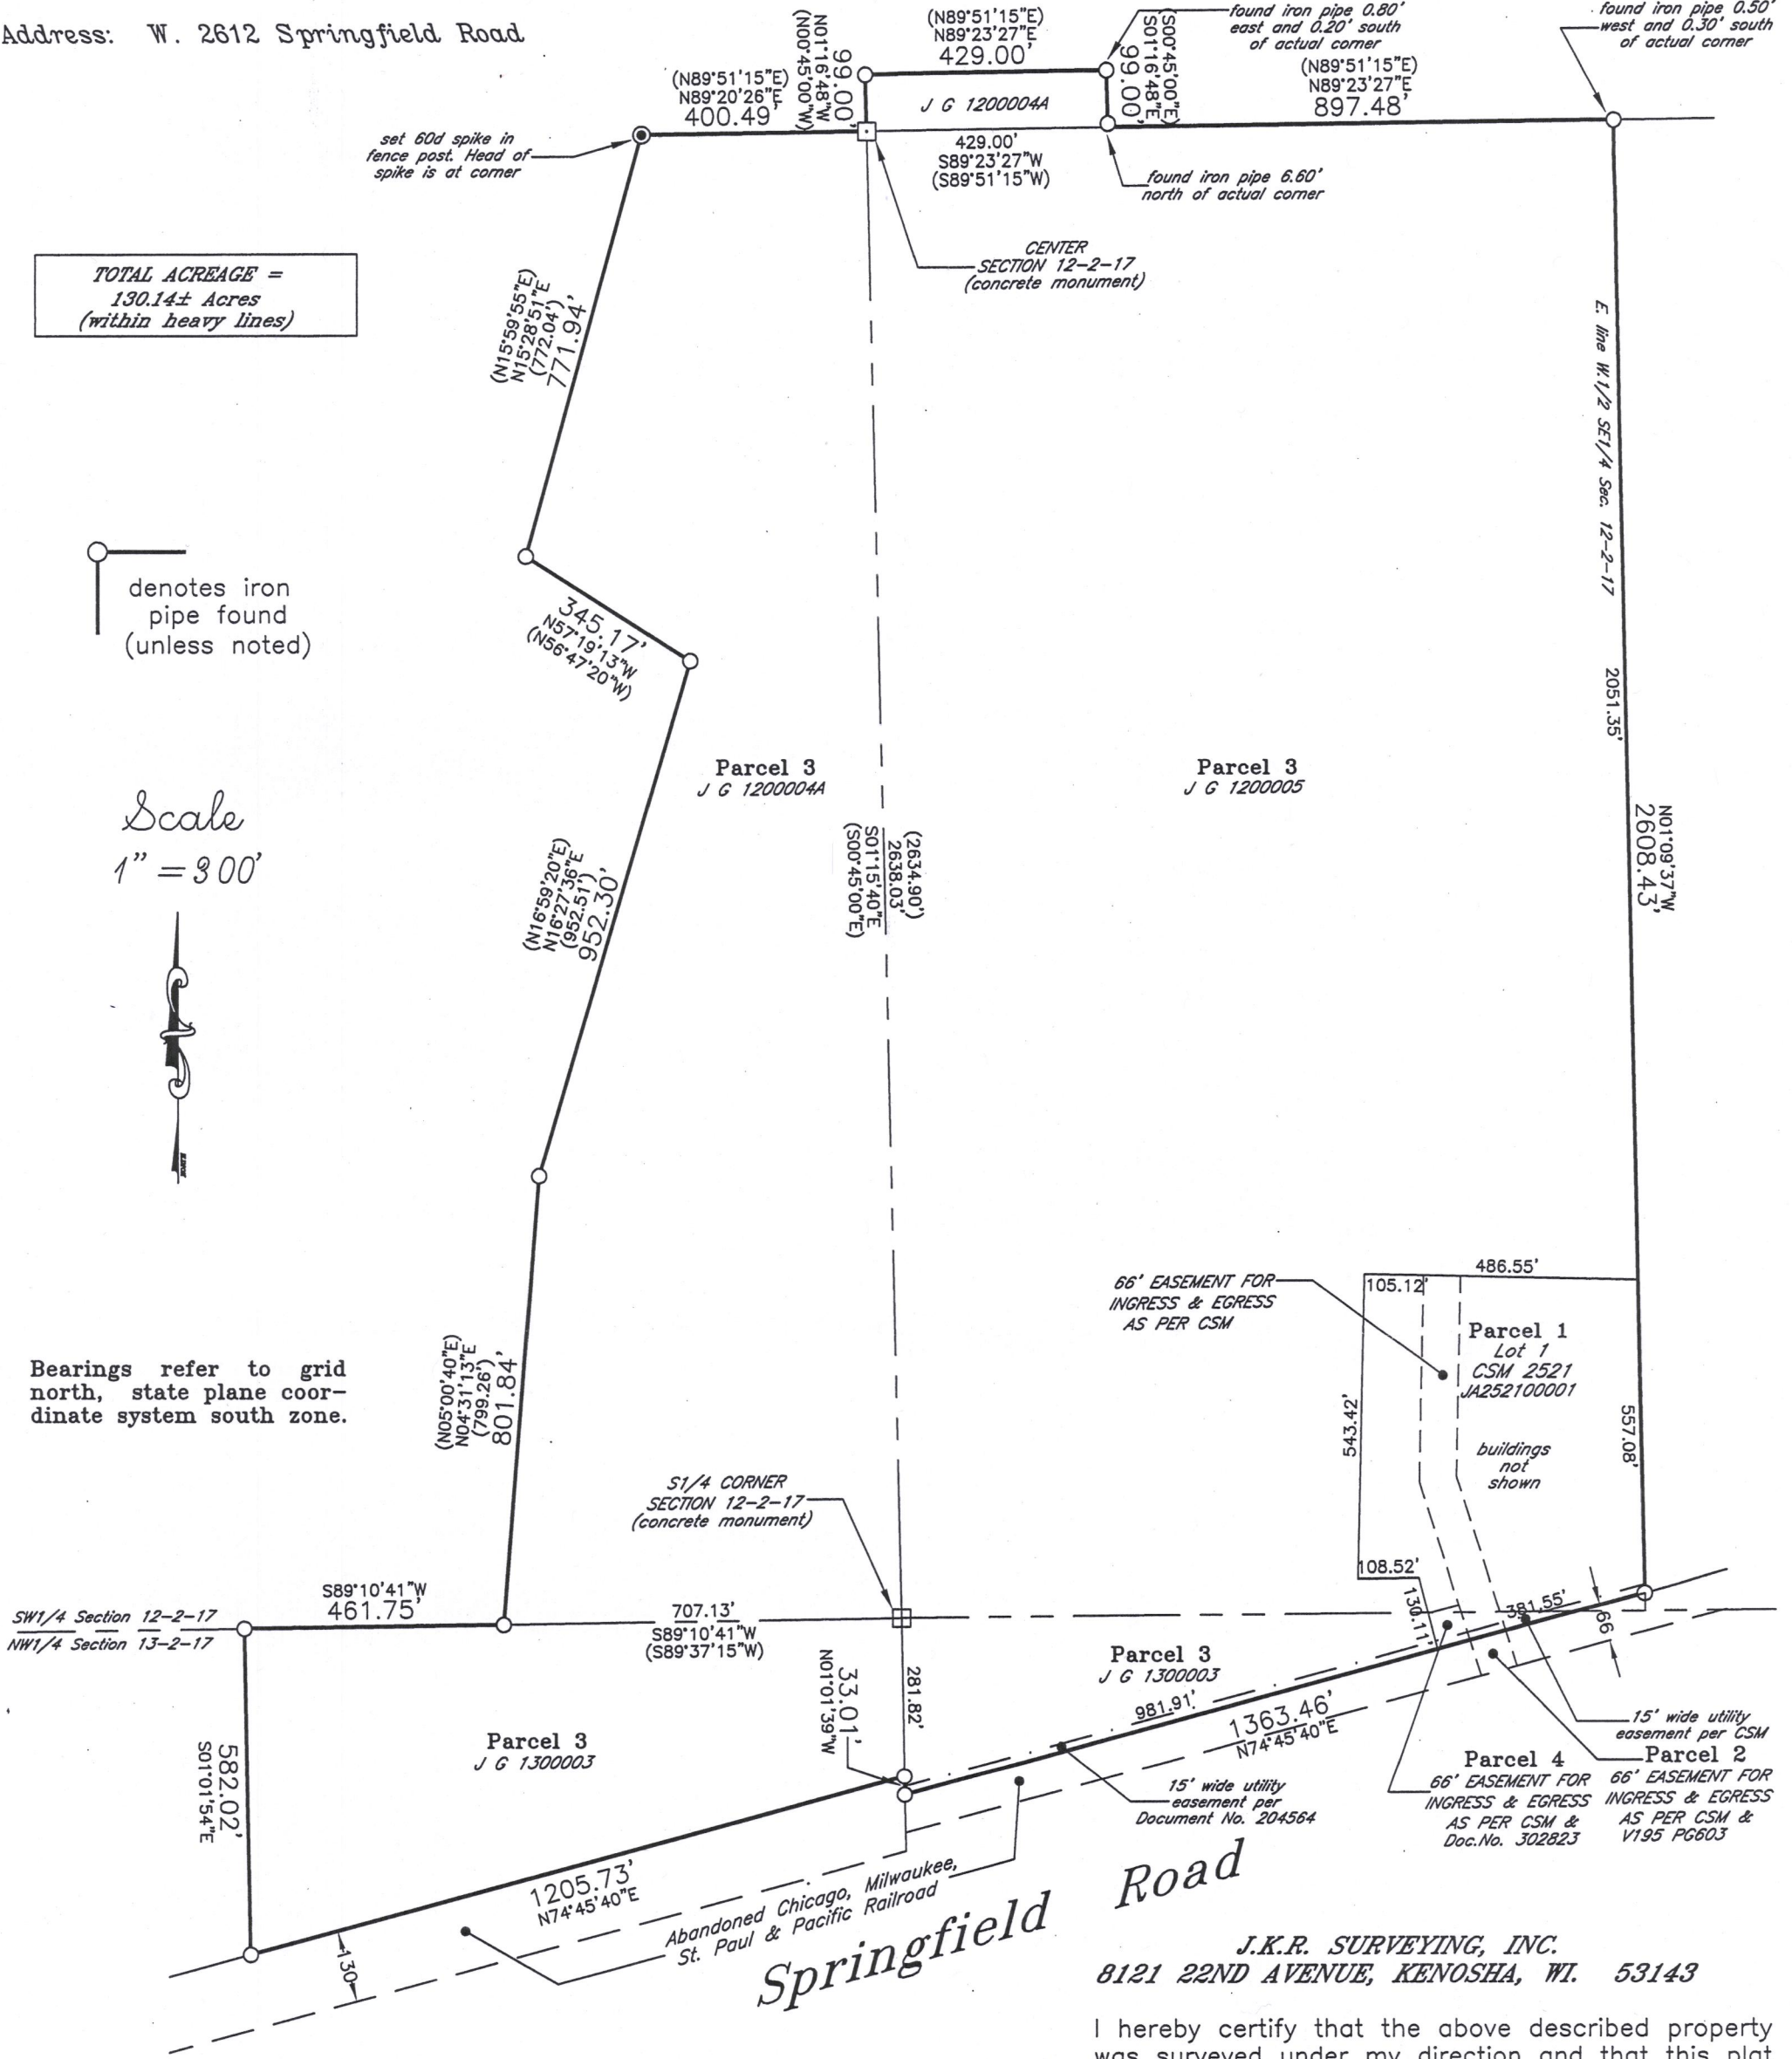 Address: W. 2612 Springfield Road
(N89°51'15"E)
N89°23'27"E
429.00'
found iron pipe 0.80'
east and 0.20' south
of actual corner
found iron pipe 0.50'
west and 0.30' south
of actual corner
(N89°51'15"E)
N89°20'26"E
400.49'
99.00'
N01°16'48"W
(N00°45'00"W)
J G 1200004A
(S00°45'00"E)
S01°16'48"E
99.00'
(N89°51'15"E)
N89°23'27"E
897.48'
set 60d spike in
fence post. Head of
spike is at corner
429.00'
S89°23'27"W
(S89°51'15"W)
found iron pipe 6.60'
north of actual corner
CENTER
SECTION 12-2-17
(concrete monument)
TOTAL ACREAGE =
130.14± Acres
(within heavy lines)
(N15°59'55"E)
N15°28'51"E
(772.04')
771.94'
E. line W.1/2 SE1/4 Sec. 12-2-17
2051.35'
denotes iron
pipe found
(unless noted)
345.17'
N57°19'13"W
(N56°47'20"W)
Parcel 3
J G 1200004A
Parcel 3
J G 1200005
Scale
1" = 300'
(N16°59'20"E)
N16°27'36"E
(952.51')
952.30'
(2634.90')
2638.03'
S01°15'40"E
(S00°45'00"E)
N01°09'37"W
2608.43'
66' EASEMENT FOR
INGRESS & EGRESS
AS PER CSM
486.55'
105.12'
Parcel 1
Lot 1
CSM 2521
JA252100001
543.42'
557.08'
buildings
not
shown
Bearings refer to grid
north, state plane coor-
dinate system south zone.
(N05°00'40"E)
N04°31'13"E
(799.26')
801.84'
S1/4 CORNER
SECTION 12-2-17
(concrete monument)
108.52'
130.11'
381.55'
66'
SW1/4 Section 12-2-17
NW1/4 Section 13-2-17
S89°10'41"W
461.75'
707.13'
S89°10'41"W
(S89°37'15"W)
33.01'
N01°01'39"W
281.82'
Parcel 3
J G 1300003
981.91'
1363.46'
N74°45'40"E
Parcel 3
J G 1300003
582.02'
S01°01'54"E
15' wide utility
easement per CSM
15' wide utility
easement per
Document No. 204564
Parcel 4
66' EASEMENT FOR
INGRESS & EGRESS
AS PER CSM &
Doc.No. 302823
Parcel 2
66' EASEMENT FOR
INGRESS & EGRESS
AS PER CSM &
V195 PG603
1205.73'
N74°45'40"E
130'
Abandoned Chicago, Milwaukee,
St. Paul & Pacific Railroad
Springfield Road
J.K.R. SURVEYING, INC.
8121 22ND AVENUE, KENOSHA, WI. 53143
I hereby certify that the above described property
was surveyed under my direction and that this plat